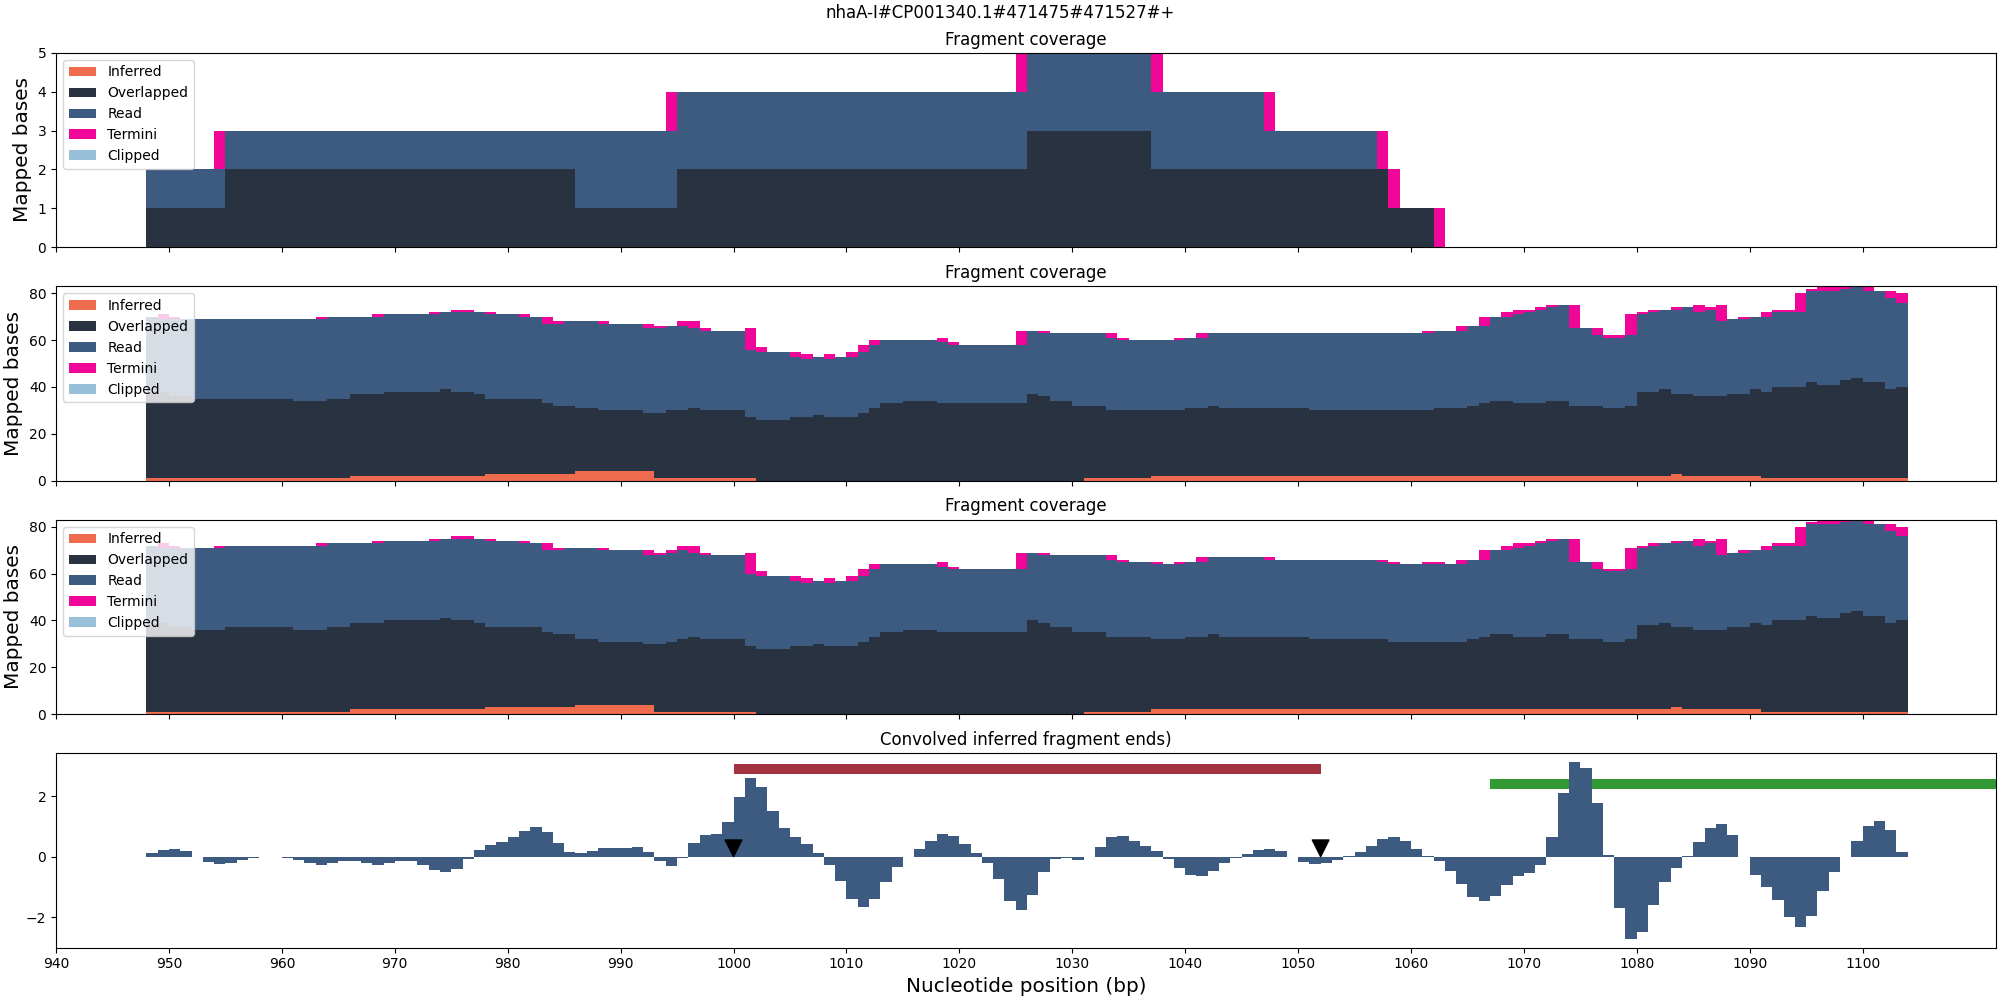 nhaA-I#CP001340.1#471475#471527#+
Fragment coverage
Mapped bases
5
4
3
2
1
0
Inferred
Overlapped
Read
Termini
Clipped
Fragment coverage
Mapped bases
80
60
40
20
0
Inferred
Overlapped
Read
Termini
Clipped
Fragment coverage
Mapped bases
80
60
40
20
0
Inferred
Overlapped
Read
Termini
Clipped
Convolved inferred fragment ends)
2
0
−2
940 950 960 970 980 990 1000 1010 1020 1030 1040 1050 1060 1070 1080 1090 1100
Nucleotide position (bp)